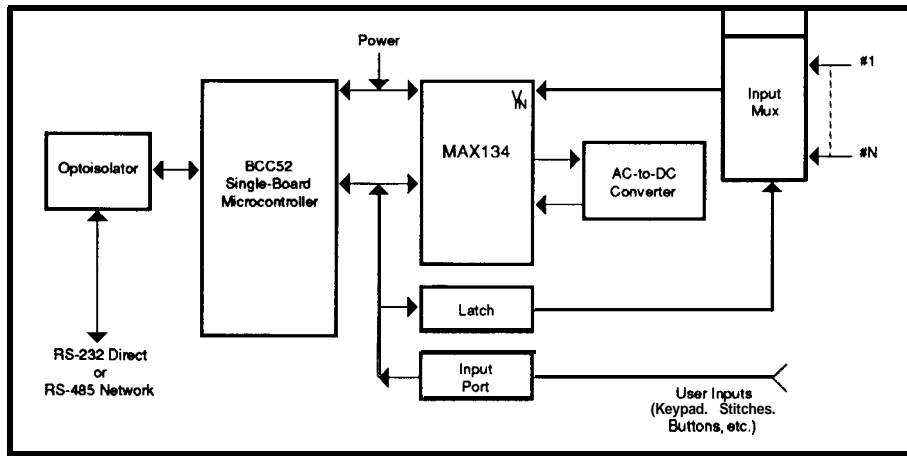 Power
#1
VIN
Input
Mux
MAX134
BCC52
Single-Board
Microcontroller
Optoisolator
AC-to-DC
Converter
#N
Latch
RS-232 Direct
or
RS-485 Network
Input
Port
User Inputs
(Keypad. Stitches.
Buttons, etc.)